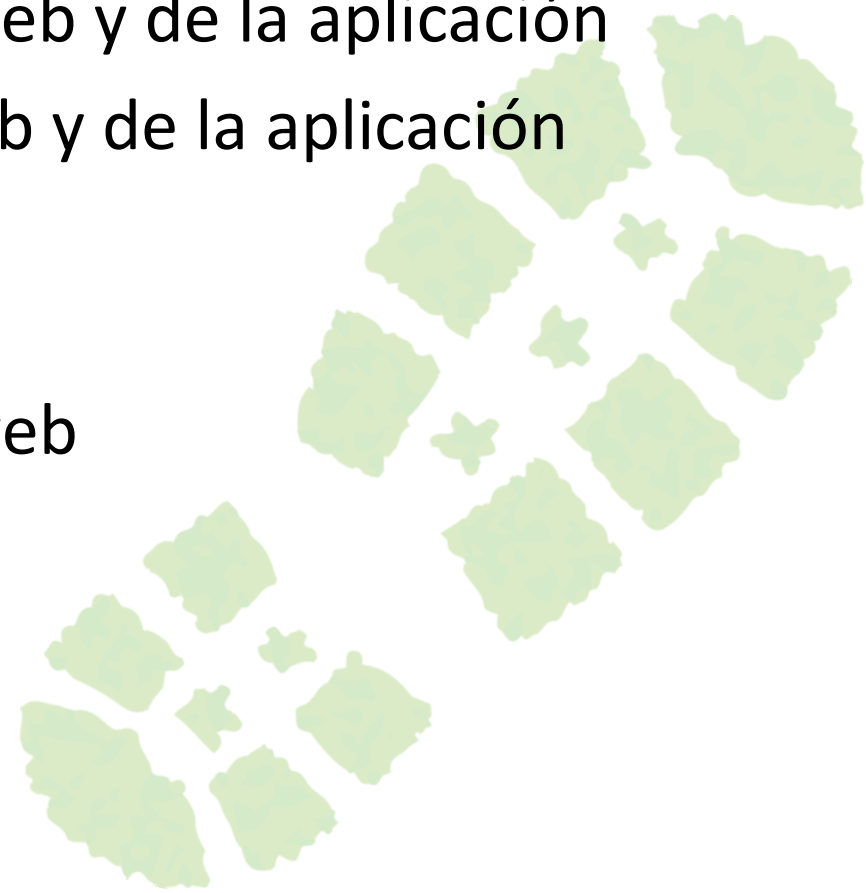 eb y de la aplicación
b y de la aplicación
eb